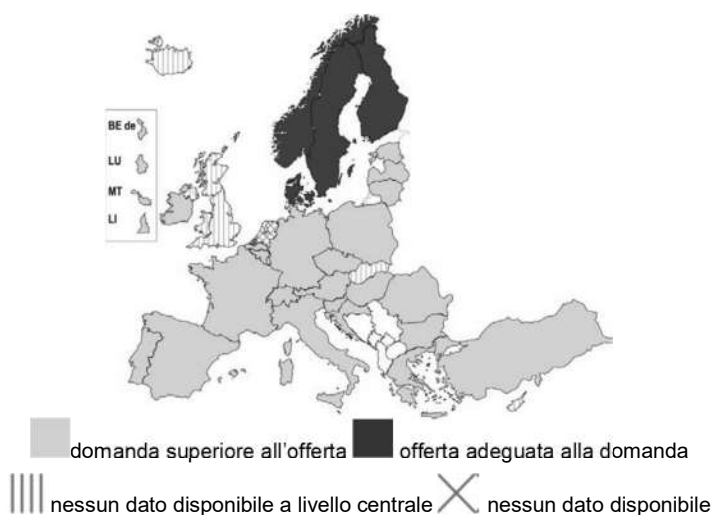 BE de
LU
MT
LI
domanda superiore all'offerta offerta adeguata alla domanda
nessun dato disponibile a livello centrale nessun dato disponibile